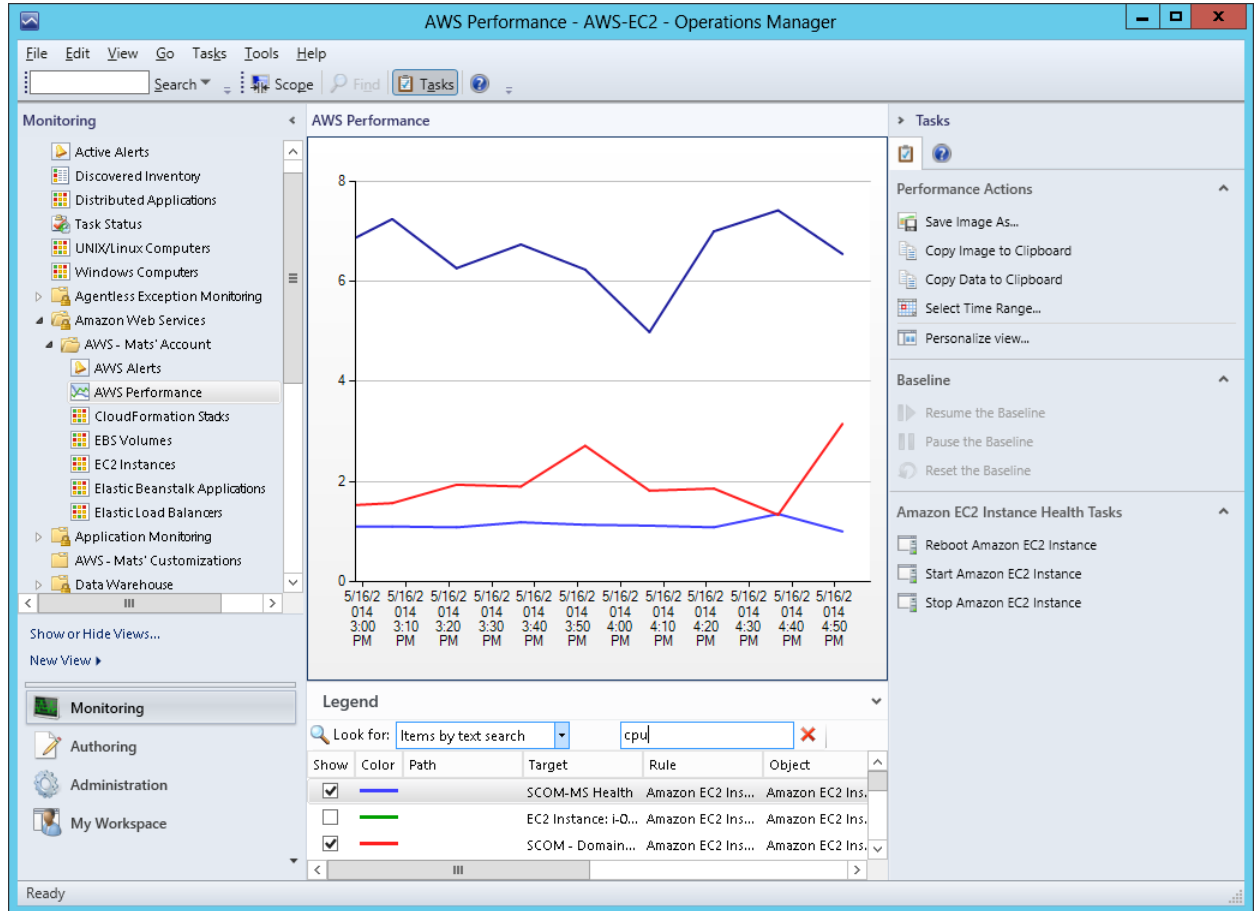 AWS Performance - AWS-EC2 - Operations Manager
File Edit View Go Tasks Tools Help
Search Scope Find Tasks
Monitoring
Active Alerts
Discovered Inventory
Distributed Applications
Task Status
UNIX/Linux Computers
Windows Computers
Agentless Exception Monitoring
Amazon Web Services
AWS - Mats' Account
AWS Alerts
AWS Performance
CloudFormation Stacks
EBS Volumes
EC2 Instances
Elastic Beanstalk Applications
Elastic Load Balancers
Application Monitoring
AWS - Mats' Customizations
Data Warehouse
Show or Hide Views...
New View
Monitoring
Authoring
Administration
My Workspace
AWS Performance
8
6
4
2
0
5/16/2 5/16/2 5/16/2 5/16/2 5/16/2 5/16/2 5/16/2 5/16/2 5/16/2 5/16/2 5/16/2 5/16/2
014 014 014 014 014 014 014 014 014 014 014 014
3:00 3:10 3:20 3:30 3:40 3:50 4:00 4:10 4:20 4:30 4:40 4:50
PM PM PM PM PM PM PM PM PM PM PM PM
Legend
Look for: Items by text search cpu
Show Color Path Target Rule Object
SCOM-MS Health Amazon EC2 Ins... Amazon EC2 Ins.
EC2 Instance: i-0... Amazon EC2 Ins... Amazon EC2 Ins.
SCOM - Domain... Amazon EC2 Ins... Amazon EC2 Ins.
Tasks
Performance Actions
Save Image As...
Copy Image to Clipboard
Copy Data to Clipboard
Select Time Range...
Personalize view...
Baseline
Resume the Baseline
Pause the Baseline
Reset the Baseline
Amazon EC2 Instance Health Tasks
Reboot Amazon EC2 Instance
Start Amazon EC2 Instance
Stop Amazon EC2 Instance
Ready